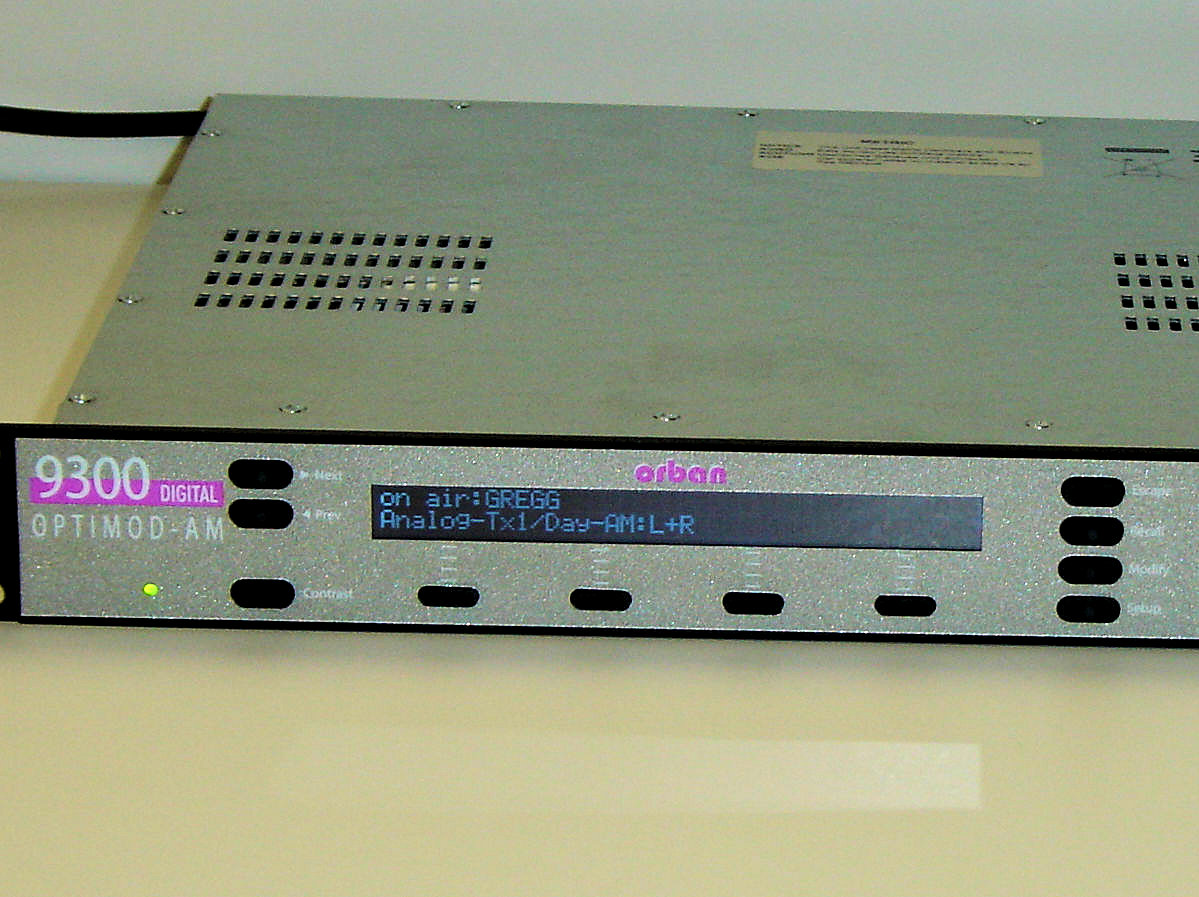 9300 DIGITAL
OPTIMOD-AM
Next
Prev
Contrast
orban
on air:GREGG
Analog-Tx1/Day-AM:L+R
Escape
Recall
Modify
Setup